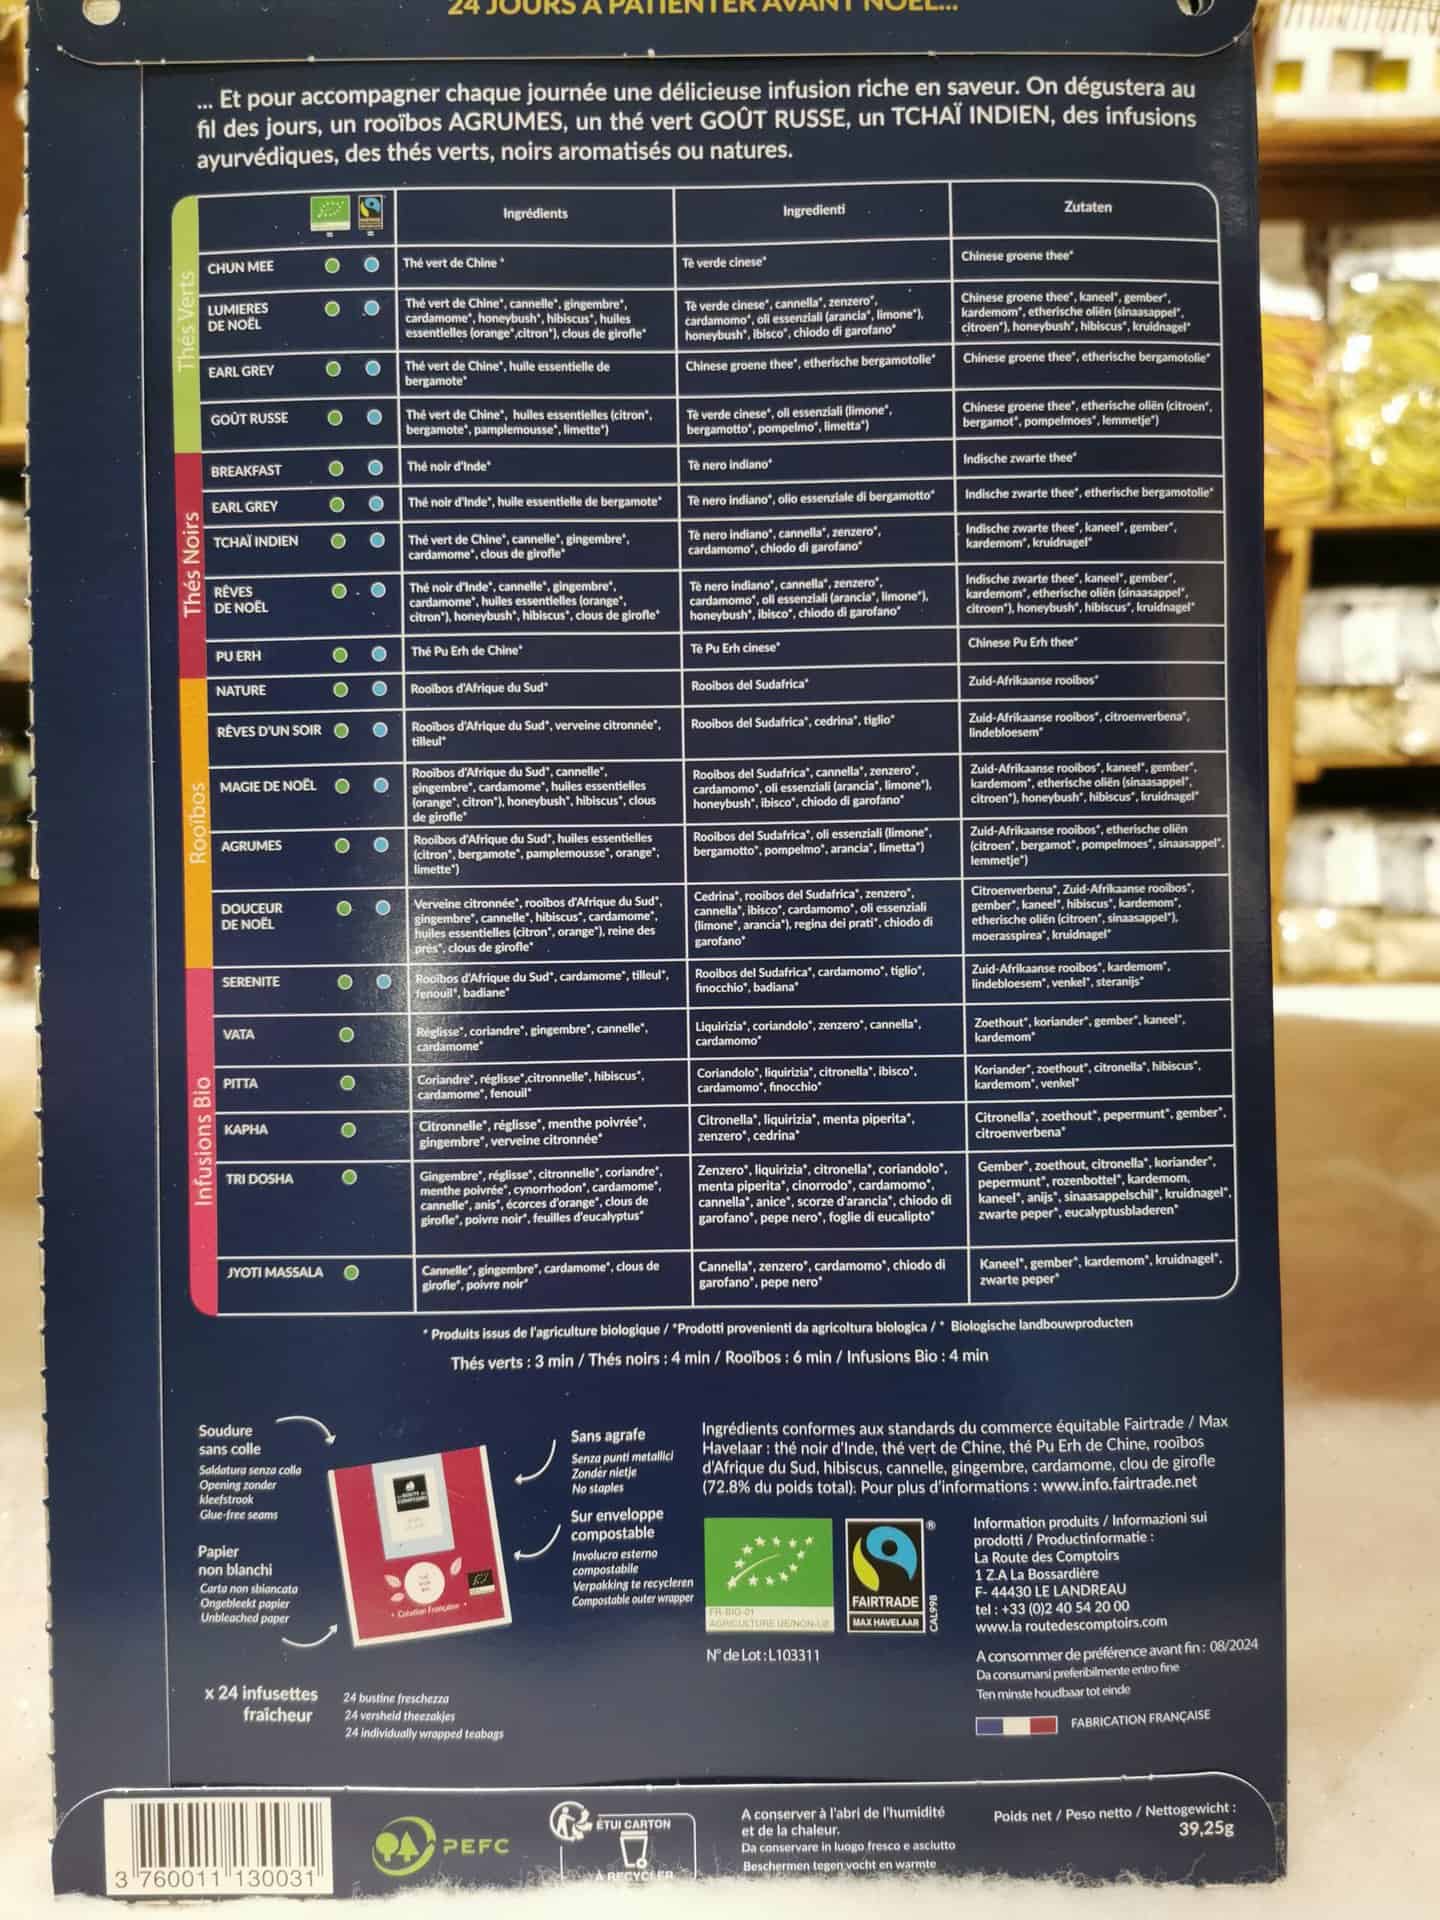 24 JOURS À PATIENTER AVANT NOËL...
... Et pour accompagner chaque journée une délicieuse infusion riche en saveur. On dégustera au
fil des jours, un rooïbos AGRUMES, un thé vert GOÛT RUSSE, un TCHAÏ INDIEN, des infusions
ayurvédiques, des thés verts, noirs aromatisés ou natures.
Ingrédients
Ingredienti
Zutaten
Thés Verts
CHUN MEE
Thé vert de Chine *
Tè verde cinese*
Chinese groene thee*
LUMIERES
DE NOËL
Thé vert de Chine*, cannelle*, gingembre*,
cardamome*, honeybush*, hibiscus*, huiles
essentielles (orange*,citron*), clous de girofle*
Tè verde cinese*, cannella*, zenzero*,
cardamomo*, oli essenziali (arancia*, limone*),
honeybush*, ibisco*, chiodo di garofano*
Chinese groene thee*, kaneel*, gember*,
kardemom*, etherische oliën (sinaasappel*,
citroen*), honeybush*, hibiscus*, kruidnagel*
EARL GREY
Thé vert de Chine*, huile essentielle de
bergamote*
Chinese groene thee*, etherische bergamotolie*
Chinese groene thee*, etherische bergamotolie*
GOÛT RUSSE
Thé vert de Chine*, huiles essentielles (citron*,
bergamote*, pamplemousse*, limette*)
Tè verde cinese*, oli essenziali (limone*,
bergamotto*, pompelmo*, limetta*)
Chinese groene thee*, etherische oliën (citroen*,
bergamot*, pompelmoes*, lemmetje*)
Thés Noirs
BREAKFAST
Thé noir d'Inde*
Tè nero indiano*
Indische zwarte thee*
EARL GREY
Thé noir d'Inde*, huile essentielle de bergamote*
Tè nero indiano*, olio essenziale di bergamotto*
Indische zwarte thee*, etherische bergamotolie*
TCHAÏ INDIEN
Thé vert de Chine*, cannelle*, gingembre*,
cardamome*, clous de girofle*
Tè nero indiano*, cannella*, zenzero*,
cardamomo*, chiodo di garofano*
Indische zwarte thee*, kaneel*, gember*,
kardemom*, kruidnagel*
RÊVES
DE NOËL
Thé noir d'Inde*, cannelle*, gingembre*,
cardamome*, huiles essentielles (orange*,
citron*), honeybush*, hibiscus*, clous de girofle*
Tè nero indiano*, cannella*, zenzero*,
cardamomo*, oli essenziali (arancia*, limone*),
honeybush*, ibisco*, chiodo di garofano*
Indische zwarte thee*, kaneel*, gember*,
kardemom*, etherische oliën (sinaasappel*,
citroen*), honeybush*, hibiscus*, kruidnagel*
PU ERH
Thé Pu Erh de Chine*
Tè Pu Erh cinese*
Chinese Pu Erh thee*
Rooïbos
NATURE
Rooïbos d'Afrique du Sud*
Rooibos del Sudafrica*
Zuid-Afrikaanse rooibos*
RÊVES D'UN SOIR
Rooïbos d'Afrique du Sud*, verveine citronnée*,
tilleul*
Rooibos del Sudafrica*, cedrina*, tiglio*
Zuid-Afrikaanse rooibos*, citroenverbena*,
lindebloesem*
MAGIE DE NOËL
Rooïbos d'Afrique du Sud*, cannelle*,
gingembre*, cardamome*, huiles essentielles
(orange*, citron*), honeybush*, hibiscus*, clous
de girofle*
Rooibos del Sudafrica*, cannella*, zenzero*,
cardamomo*, oli essenziali (arancia*, limone*),
honeybush*, ibisco*, chiodo di garofano*
Zuid-Afrikaanse rooibos*, kaneel*, gember*,
kardemom*, etherische oliën (sinaasappel*,
citroen*), honeybush*, hibiscus*, kruidnagel*
AGRUMES
Rooïbos d'Afrique du Sud*, huiles essentielles
(citron*, bergamote*, pamplemousse*, orange*,
limette*)
Rooibos del Sudafrica*, oli essenziali (limone*,
bergamotto*, pompelmo*, arancia*, limetta*)
Zuid-Afrikaanse rooibos*, etherische oliën
(citroen*, bergamot*, pompelmoes*, sinaasappel*,
lemmetje*)
DOUCEUR
DE NOËL
Verveine citronnée*, rooïbos d'Afrique du Sud*,
gingembre*, cannelle*, hibiscus*, cardamome*,
huiles essentielles (citron*, orange*), reine des
prés*, clous de girofle*
Cedrina*, rooibos del Sudafrica*, zenzero*,
cannella*, ibisco*, cardamomo*, oli essenziali
(limone*, arancia*), regina dei prati*, chiodo di
garofano*
Citroenverbena*, Zuid-Afrikaanse rooibos*,
gember*, kaneel*, hibiscus*, kardemom*,
etherische oliën (citroen*, sinaasappel*),
moerasspirea*, kruidnagel*
Infusions Bio
SERENITE
Rooïbos d'Afrique du Sud*, cardamome*, tilleul*,
fenouil*, badiane*
Rooibos del Sudafrica*, cardamomo*, tiglio*,
finocchio*, badiana*
Zuid-Afrikaanse rooibos*, kardemom*,
lindebloesem*, venkel*, steranijs*
VATA
Réglisse*, coriandre*, gingembre*, cannelle*,
cardamome*
Liquirizia*, coriandolo*, zenzero*, cannella*,
cardamomo*
Zoethout*, koriander*, gember*, kaneel*,
kardemom*
PITTA
Coriandre*, réglisse*,citronnelle*, hibiscus*,
cardamome*, fenouil*
Coriandolo*, liquirizia*, citronella*, ibisco*,
cardamomo*, finocchio*
Koriander*, zoethout*, citronella*, hibiscus*,
kardemom*, venkel*
KAPHA
Citronnelle*, réglisse*, menthe poivrée*,
gingembre*, verveine citronnée*
Citronella*, liquirizia*, menta piperita*,
zenzero*, cedrina*
Citronella*, zoethout*, pepermunt*, gember*,
citroenverbena*
TRI DOSHA
Gingembre*, réglisse*, citronnelle*, coriandre*,
menthe poivrée*, cynorrhodon*, cardamome*,
cannelle*, anis*, écorces d'orange*, clous de
girofle*, poivre noir*, feuilles d'eucalyptus*
Zenzero*, liquirizia*, citronella*, coriandolo*,
menta piperita*, cinorrodo*, cardamomo*,
cannella*, anice*, scorze d'arancia*, chiodo di
garofano*, pepe nero*, foglie di eucalipto*
Gember*, zoethout, citronella*, koriander*,
pepermunt*, rozenbottel*, kardemom,
kaneel*, anijs*, sinaasappelschil*, kruidnagel*,
zwarte peper*, eucalyptusbladeren*
JYOTI MASSALA
Cannelle*, gingembre*, cardamome*, clous de
girofle*, poivre noir*
Cannella*, zenzero*, cardamomo*, chiodo di
garofano*, pepe nero*
Kaneel*, gember*, kardemom*, kruidnagel*,
zwarte peper*
* Produits issus de l'agriculture biologique / *Prodotti provenienti da agricoltura biologica / * Biologische landbouwproducten
Thés verts : 3 min / Thés noirs : 4 min / Rooïbos : 6 min / Infusions Bio : 4 min
Soudure
sans colle
Saldatura senza colla
Opening zonder
kleefstrook
Glue-free seams
Papier
non blanchi
Carta non sbiancata
Ongebleekt papier
Unbleached paper
Sans agrafe
Senza punti metallici
Zonder nietje
No staples
Sur enveloppe
compostable
Involucro esterno
compostabile
Verpakking te recycleren
Compostable outer wrapper
• Création Française •
x 24 infusettes
fraîcheur
24 bustine freschezza
24 versheid theezakjes
24 individually wrapped teabags
Ingrédients conformes aux standards du commerce équitable Fairtrade / Max
Havelaar : thé noir d'Inde, thé vert de Chine, thé Pu Erh de Chine, rooïbos
d'Afrique du Sud, hibiscus, cannelle, gingembre, cardamome, clou de girofle
(72.8% du poids total). Pour plus d'informations : www.info.fairtrade.net
FR-BIO-01
AGRICULTURE UE/NON-UE
FAIRTRADE
MAX HAVELAAR
®
CAL998
N° de Lot : L103311
Information produits / Informazioni sui
prodotti / Productinformatie :
La Route des Comptoirs
1 Z.A La Bossardière
F- 44430 LE LANDREAU
tel : +33 (0)2 40 54 20 00
www.la routedescomptoirs.com
A consommer de préférence avant fin : 08/2024
Da consumarsi preferibilmente entro fine
Ten minste houdbaar tot einde
FABRICATION FRANÇAISE
3 760011 130031
PEFC
ÉTUI CARTON
À RECYCLER
A conserver à l'abri de l'humidité
et de la chaleur.
Da conservare in luogo fresco e asciutto
Beschermen tegen vocht en warmte
Poids net / Peso netto / Nettogewicht :
39,25g